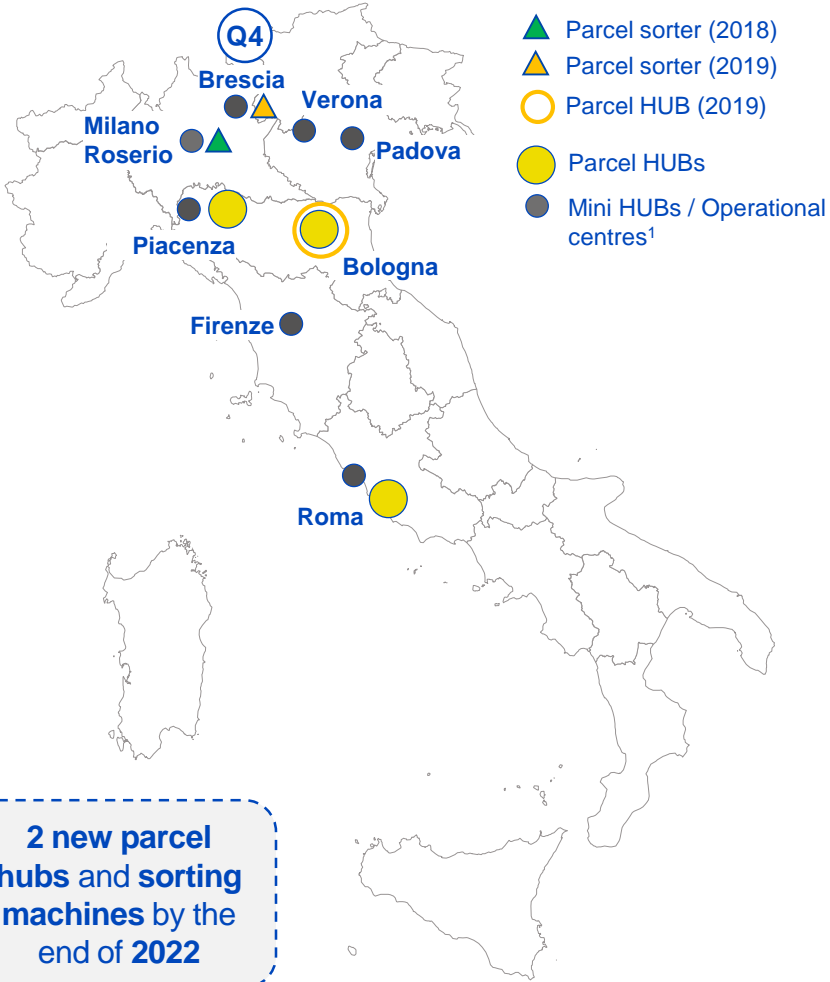 Q4
Parcel sorter (2018)
Parcel sorter (2019)
Parcel HUB (2019)
Parcel HUBs
Mini HUBs / Operational
centres¹
Brescia
Verona
Milano
Roserio
Padova
Piacenza
Bologna
Firenze
Roma
2 new parcel
hubs and sorting
machines by the
end of 2022